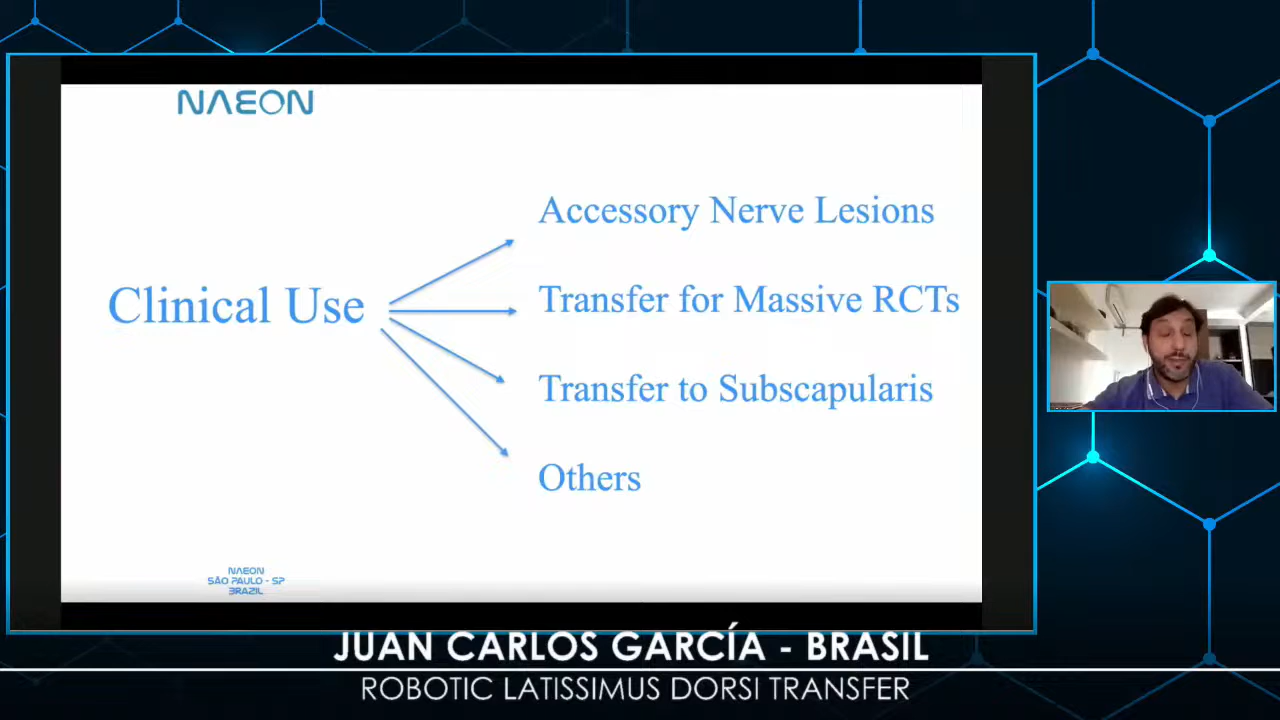 NAEON
Clinical Use
Accessory Nerve Lesions
Transfer for Massive RCTs
Transfer to Subscapularis
Others
NAEON
SÃO PAULO - SP
BRAZIL
JUAN CARLOS GARCÍA - BRASIL
ROBOTIC LATISSIMUS DORSI TRANSFER